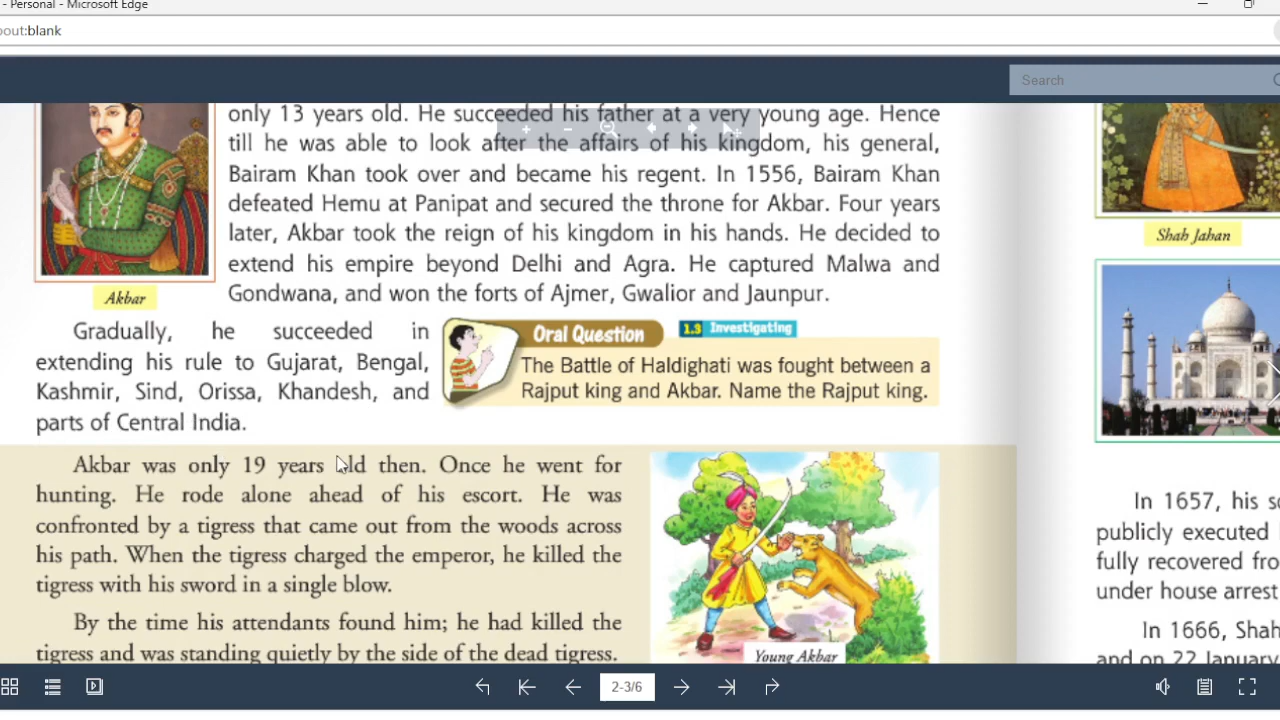 - Personal - Microsoft Edge
out:blank
Search
only 13 years old. He succeeded his father at a very young age. Hence
till he was able to look after the affairs of his kingdom, his general,
Bairam Khan took over and became his regent. In 1556, Bairam Khan
defeated Hemu at Panipat and secured the throne for Akbar. Four years
later, Akbar took the reign of his kingdom in his hands. He decided to
extend his empire beyond Delhi and Agra. He captured Malwa and
Gondwana, and won the forts of Ajmer, Gwalior and Jaunpur.
Akbar
Gradually, he succeeded in
extending his rule to Gujarat, Bengal,
Kashmir, Sind, Orissa, Khandesh, and
parts of Central India.
Oral Question
1.3 Investigating
The Battle of Haldighati was fought between a
Rajput king and Akbar. Name the Rajput king.
Akbar was only 19 years old then. Once he went for
hunting. He rode alone ahead of his escort. He was
confronted by a tigress that came out from the woods across
his path. When the tigress charged the emperor, he killed the
tigress with his sword in a single blow.
By the time his attendants found him; he had killed the
tigress and was standing quietly by the side of the dead tigress.
Young Akbar
Shah Jahan
In 1657, his s
publicly executed
fully recovered fro
under house arrest
In 1666, Shah
and on 22 January
2-3/6